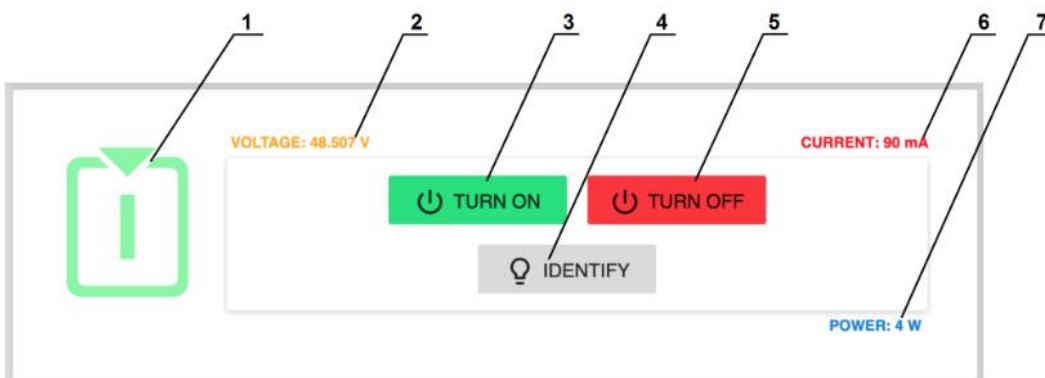 1 2 3 4 5 6 7
VOLTAGE: 48.507 V CURRENT: 90 mA
TURN ON TURN OFF
IDENTIFY
POWER: 4 W